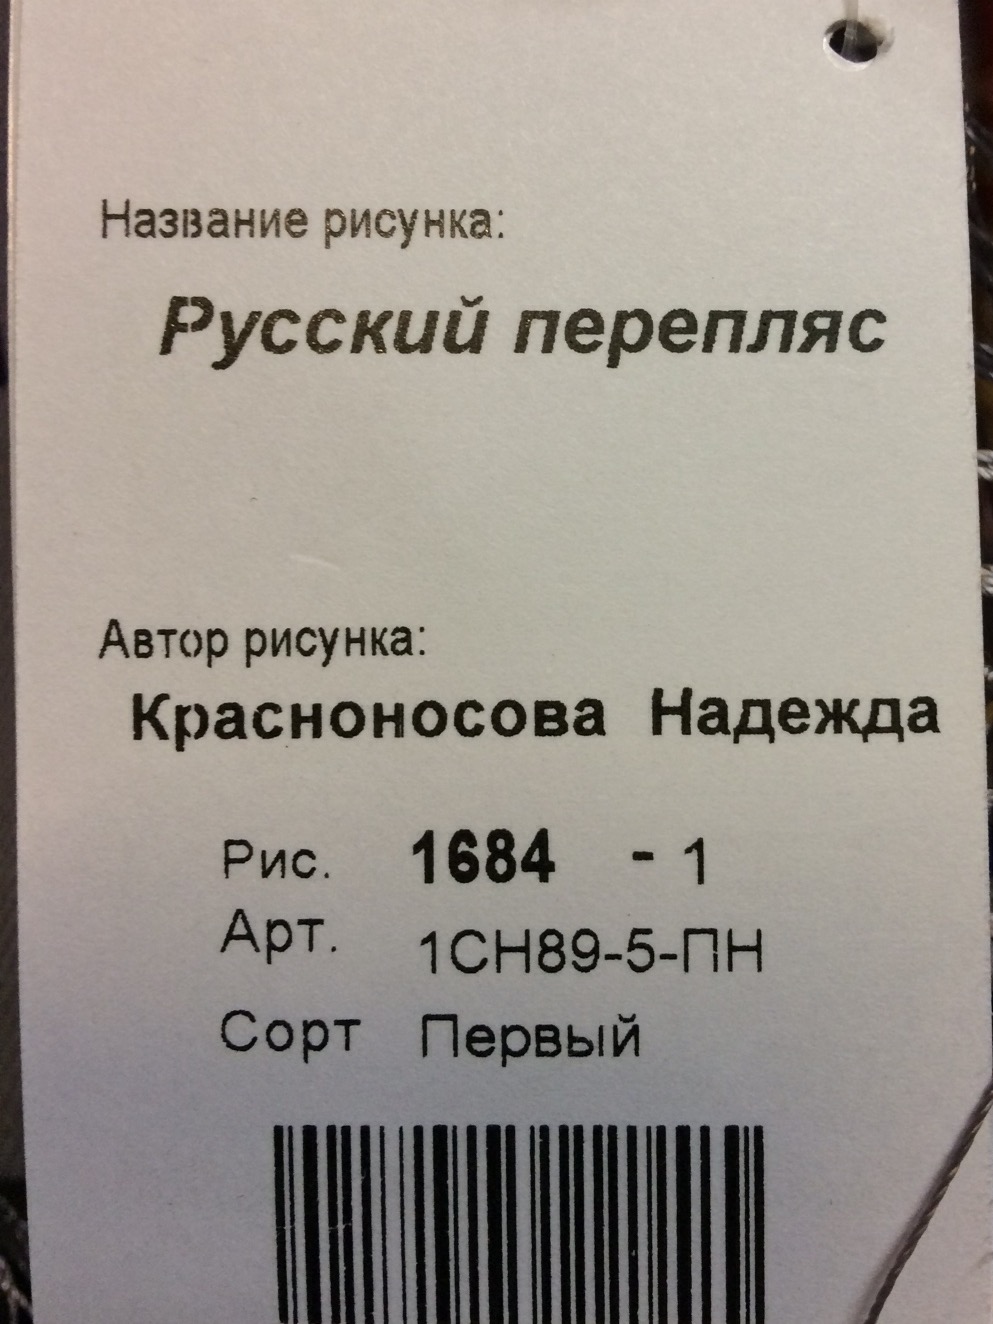 Название рисунка:
Русский перепляс
Автор рисунка:
Красноносова Надежда
Рис. 1684 - 1
Арт. 1СН89-5-ПН
Сорт Первый